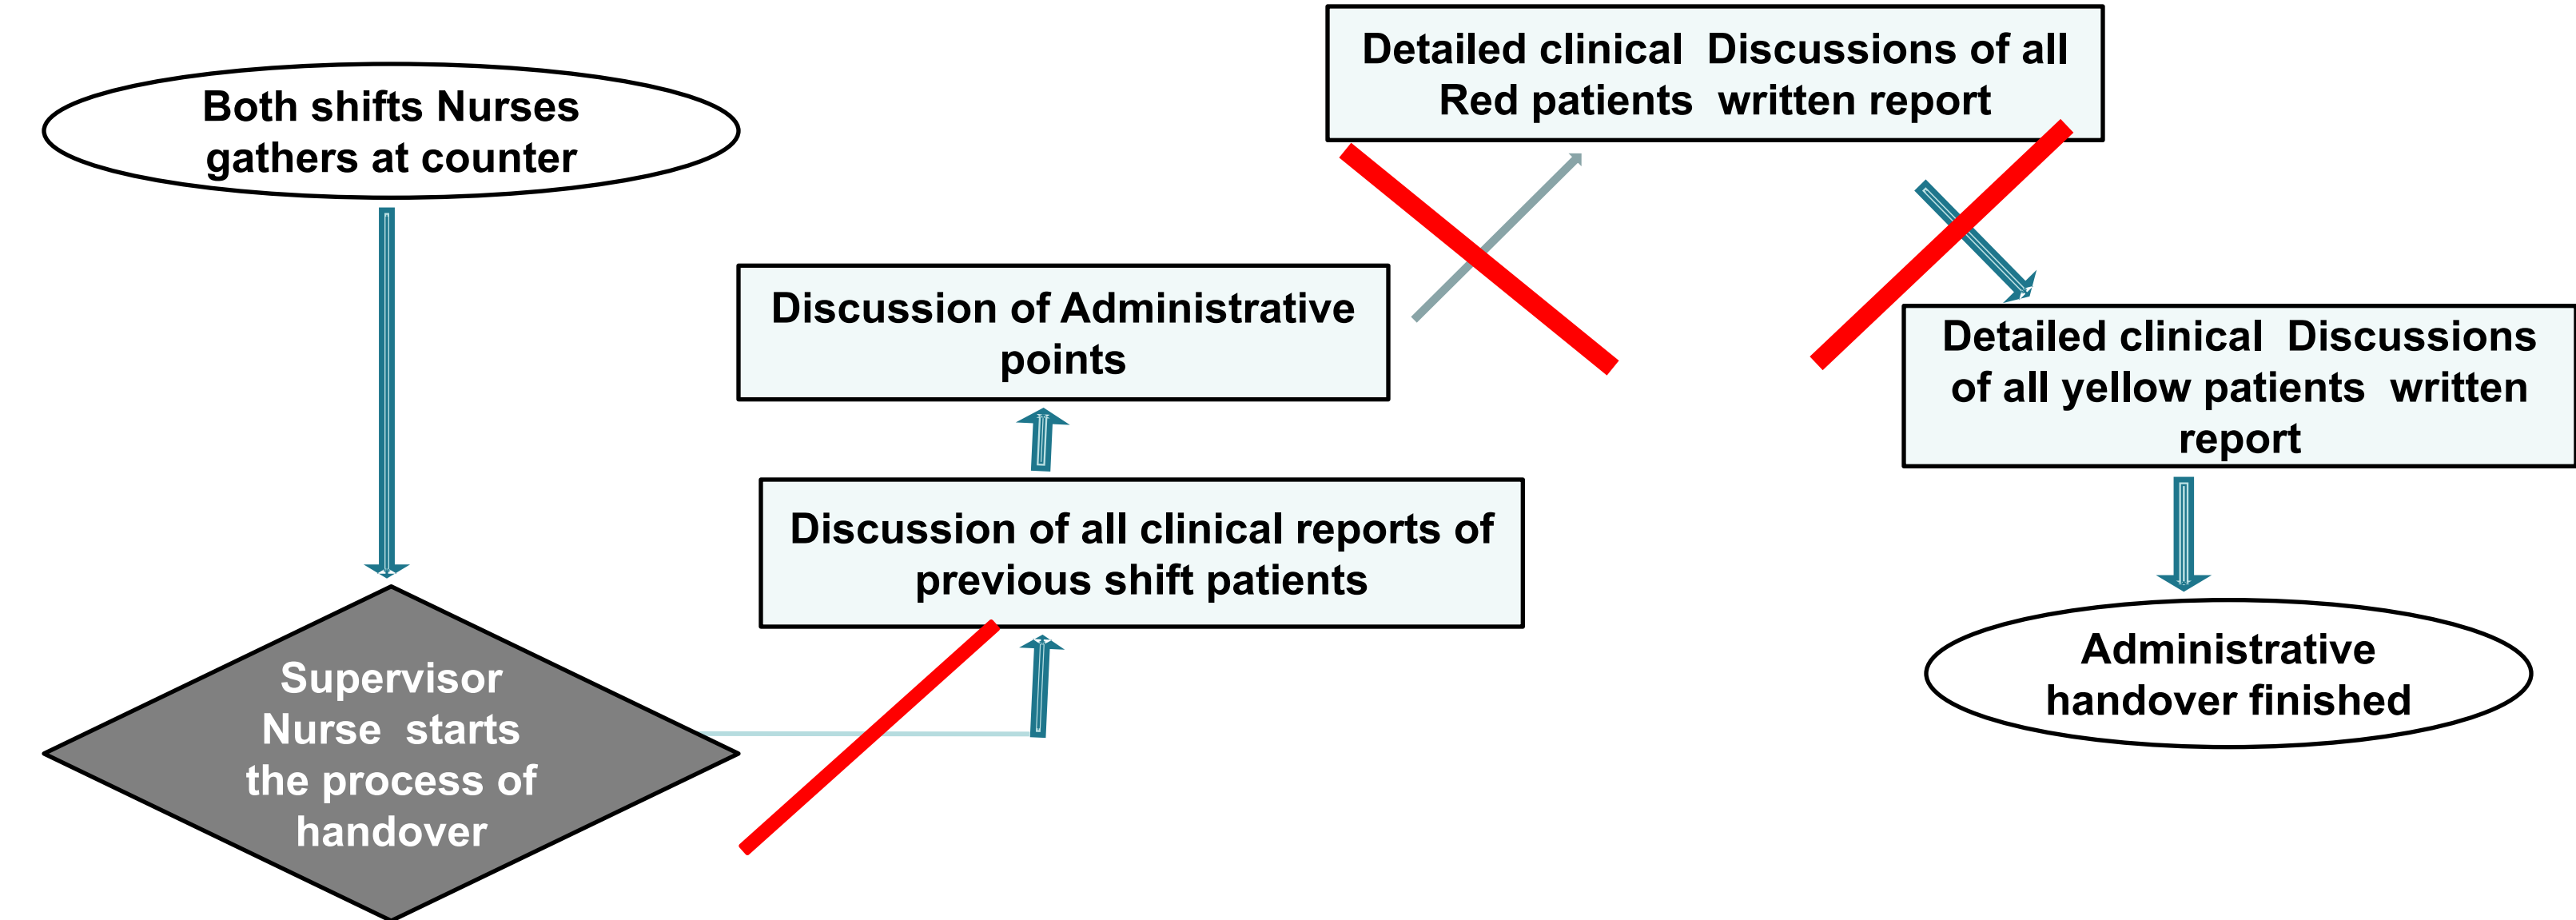 Both shifts Nurses
gathers at counter
Supervisor
Nurse starts
the process of
handover
Discussion of all clinical reports of
previous shift patients
Discussion of Administrative
points
Detailed clinical Discussions of all
Red patients written report
Detailed clinical Discussions
of all yellow patients written
report
Administrative
handover finished